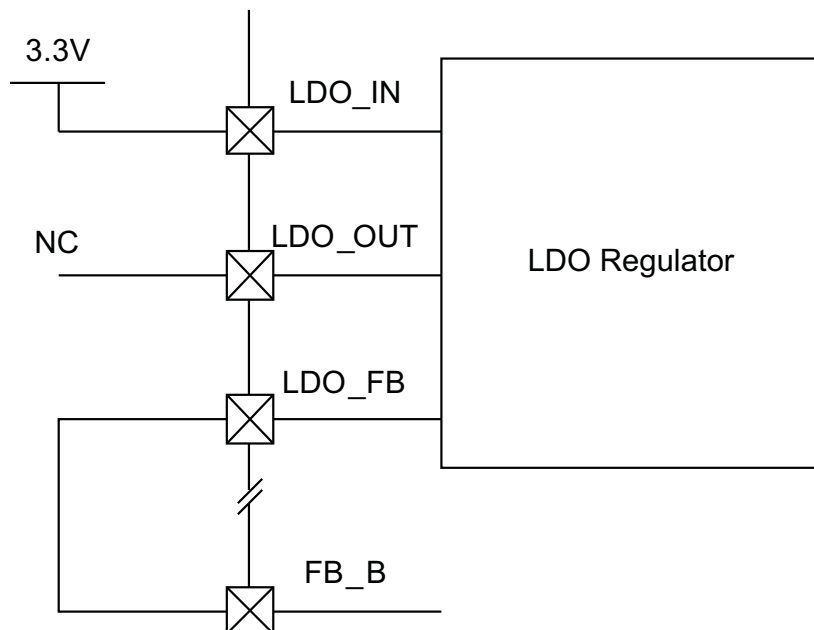 3.3V
LDO_IN
NC
LDO_OUT
LDO Regulator
LDO_FB
FB_B